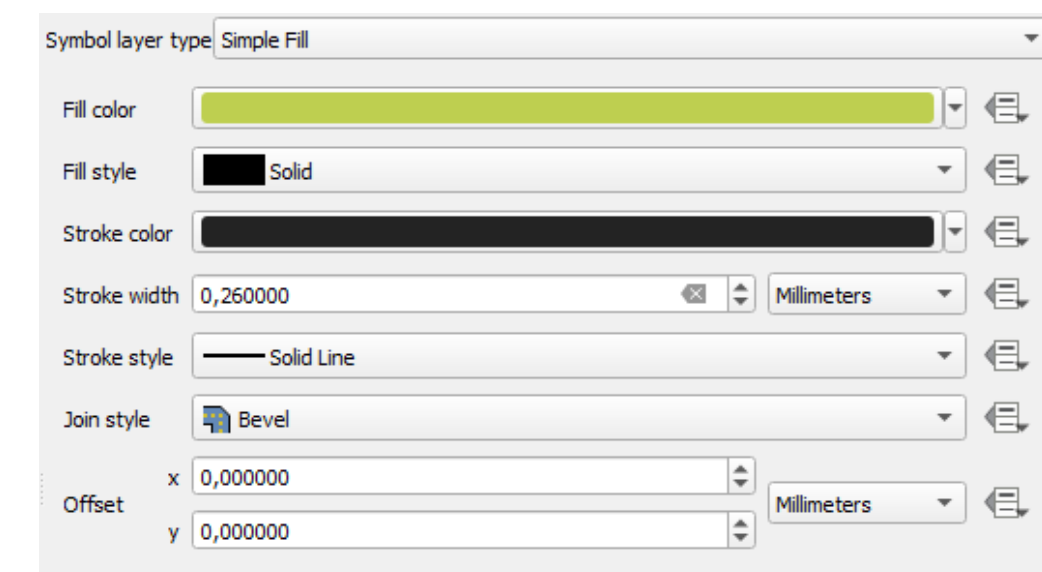 Symbol layer type Simple Fill
Fill color
Fill style Solid
Stroke color
Stroke width 0,260000 Millimeters
Stroke style Solid Line
Join style Bevel
x 0,000000
Offset Millimeters
y 0,000000